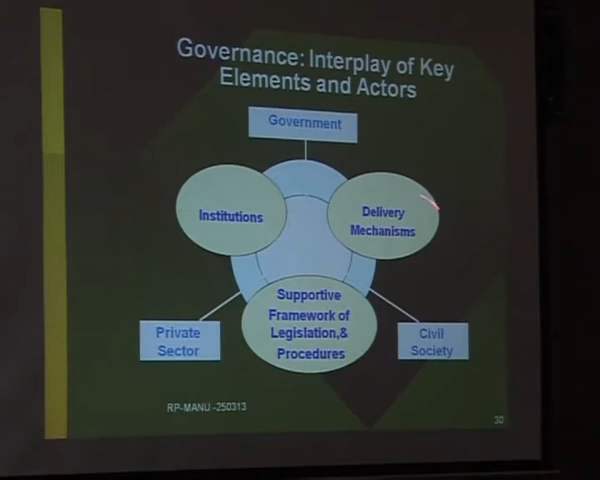 Governance: Interplay of Key
Elements and Actors
Government
Institutions
Delivery
Mechanisms
Supportive
Framework of
Legislation,&
Procedures
Private
Sector
Civil
Society
RP-MANU -250313
30